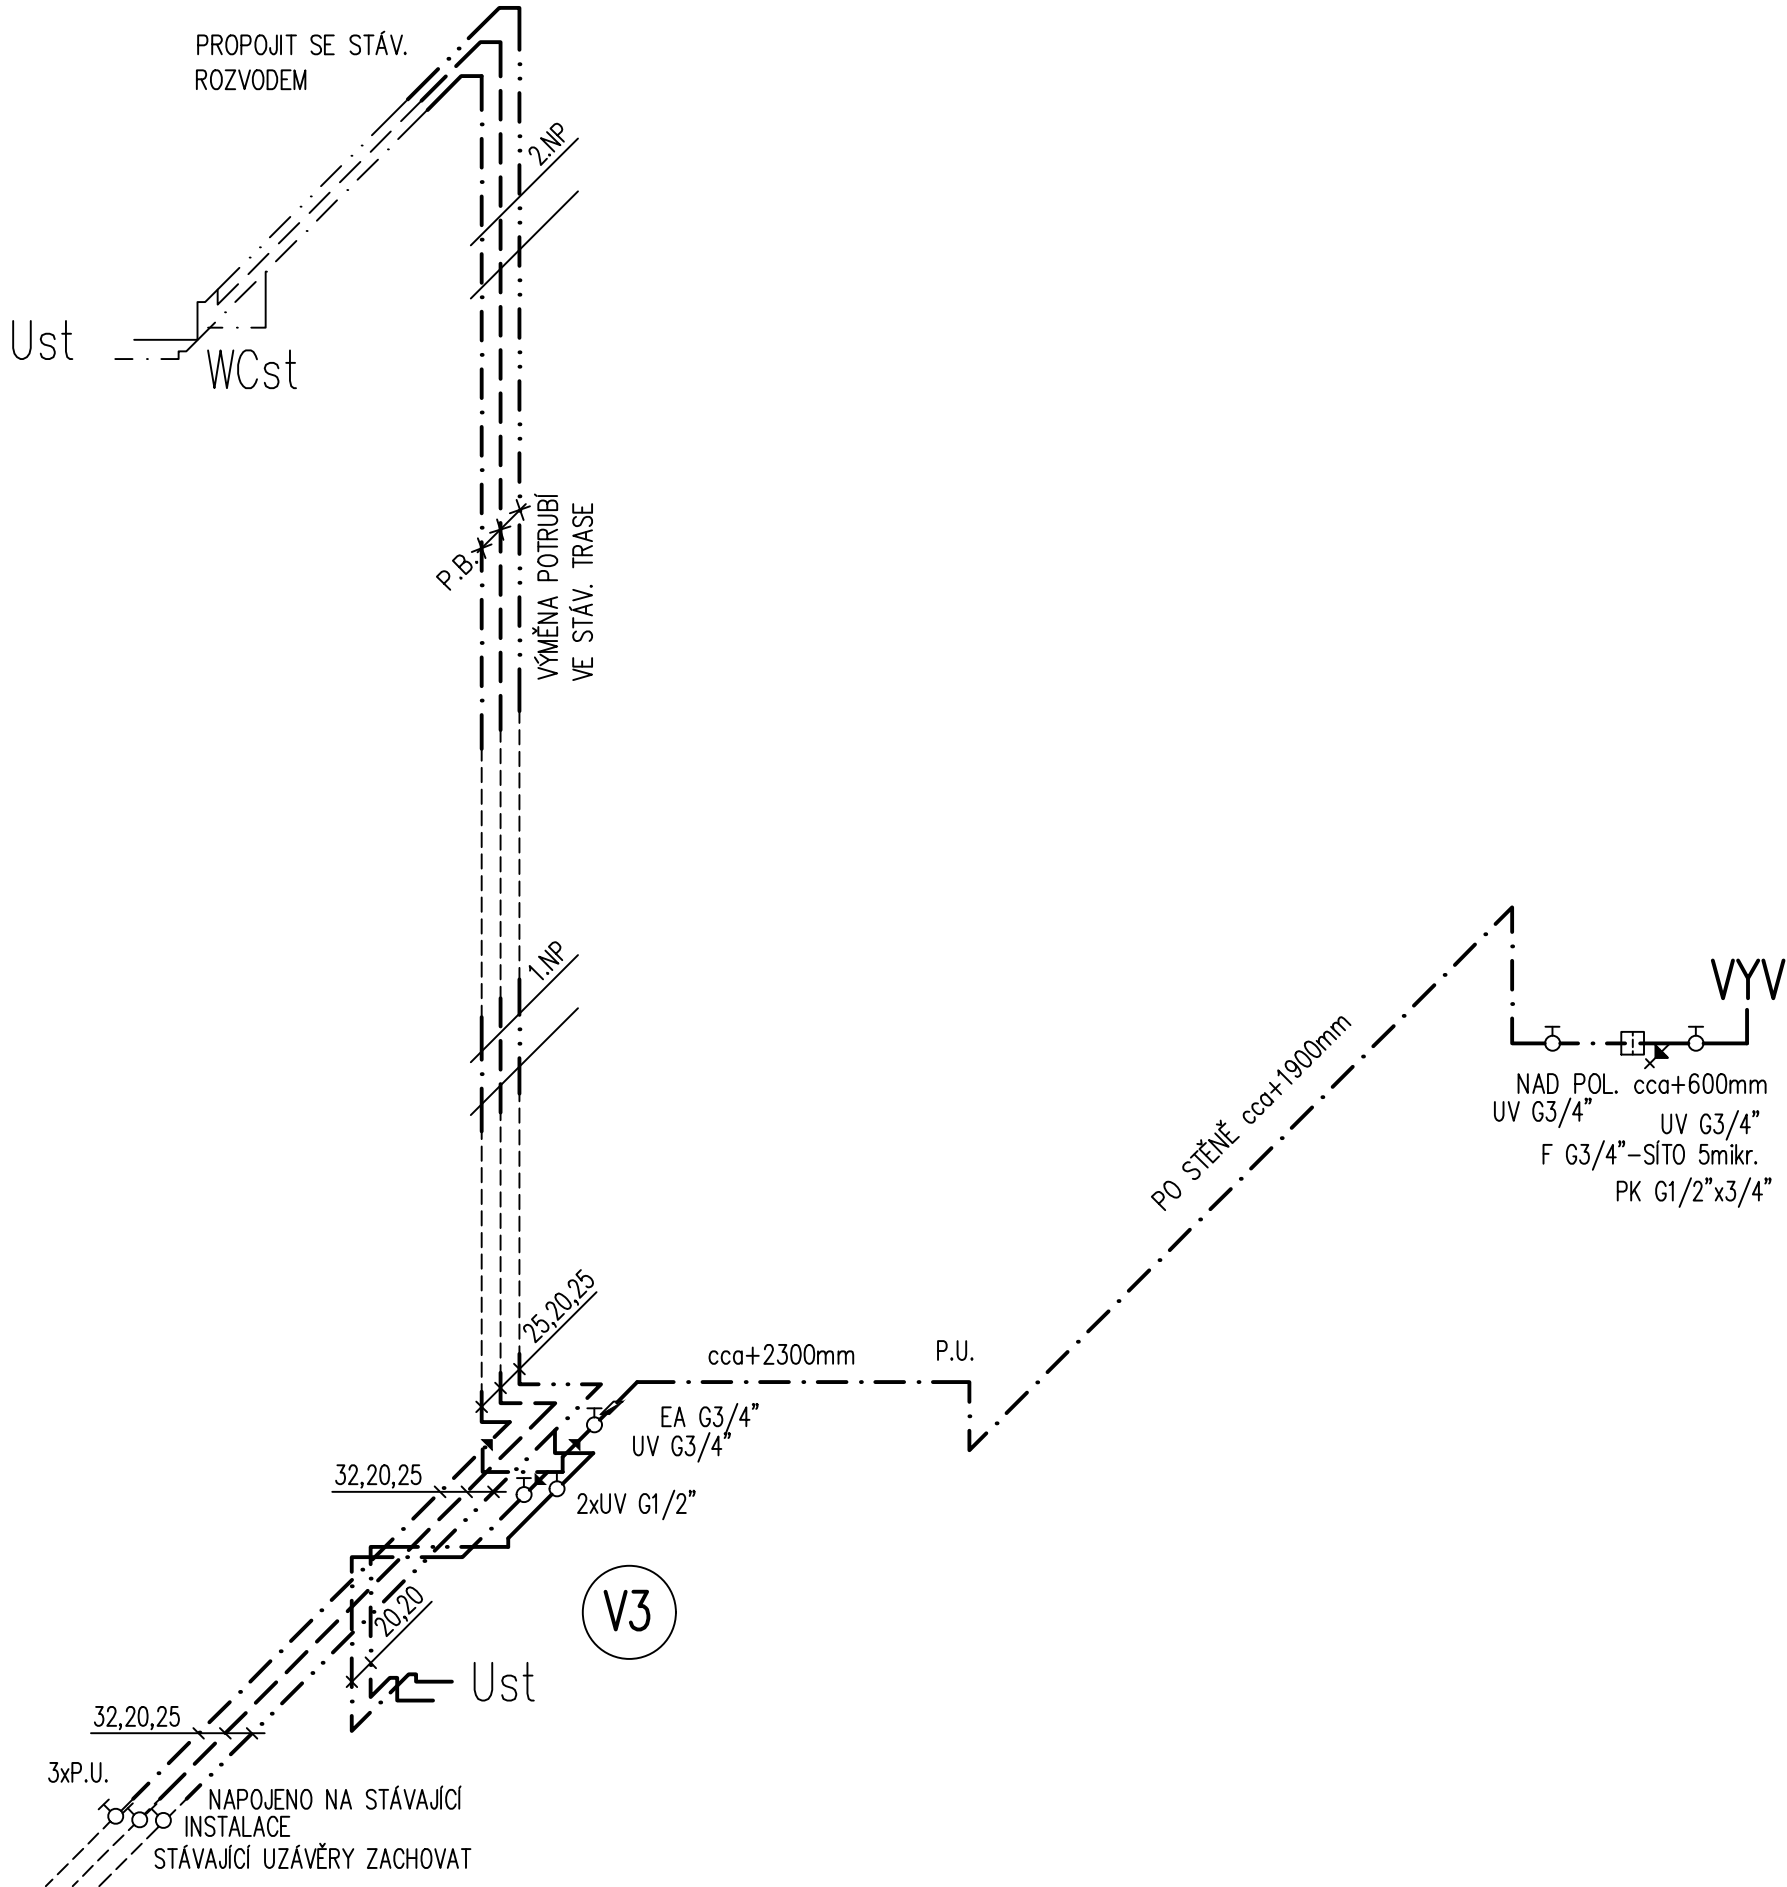 PROPOJIT SE STÁV.
ROZVODEM
2.NP
Ust
WCst
P.B.
VÝMĚNA POTRUBÍ
VE STÁV. TRASE
1.NP
VYV
NAD POL. cca+600mm
UV G3/4"
UV G3/4"
F G3/4"-SÍTO 5mikr.
PK G1/2"x3/4"
PO STĚNĚ cca+1900mm
25,20,25
cca+2300mm
P.U.
EA G3/4"
UV G3/4"
32,20,25
2xUV G1/2"
V3
20,20
Ust
32,20,25
3xP.U.
NAPOJENO NA STÁVAJÍCÍ
INSTALACE
STÁVAJÍCÍ UZÁVĚRY ZACHOVAT